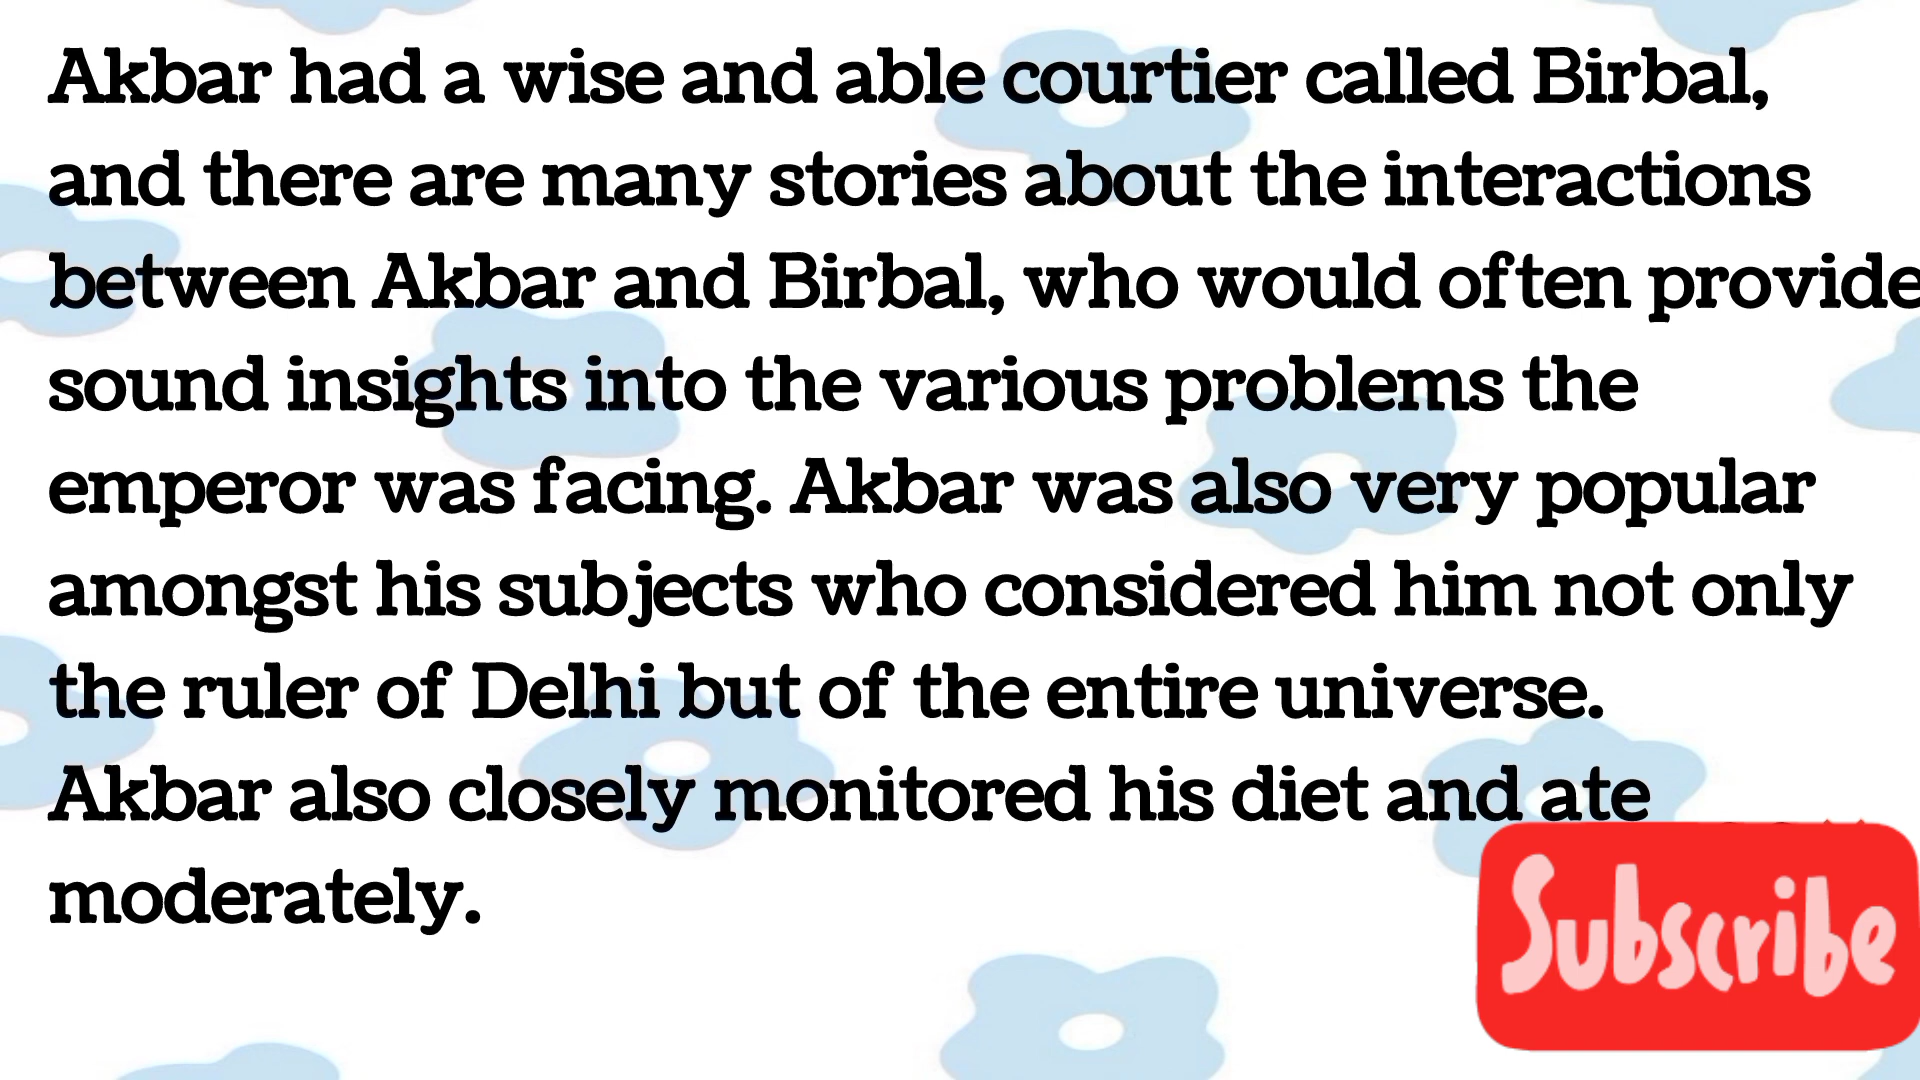 Akbar had a wise and able courtier called Birbal,
and there are many stories about the interactions
between Akbar and Birbal, who would often provide
sound insights into the various problems the
emperor was facing. Akbar was also very popular
amongst his subjects who considered him not only
the ruler of Delhi but of the entire universe.
Akbar also closely monitored his diet and ate
moderately.
Subscribe